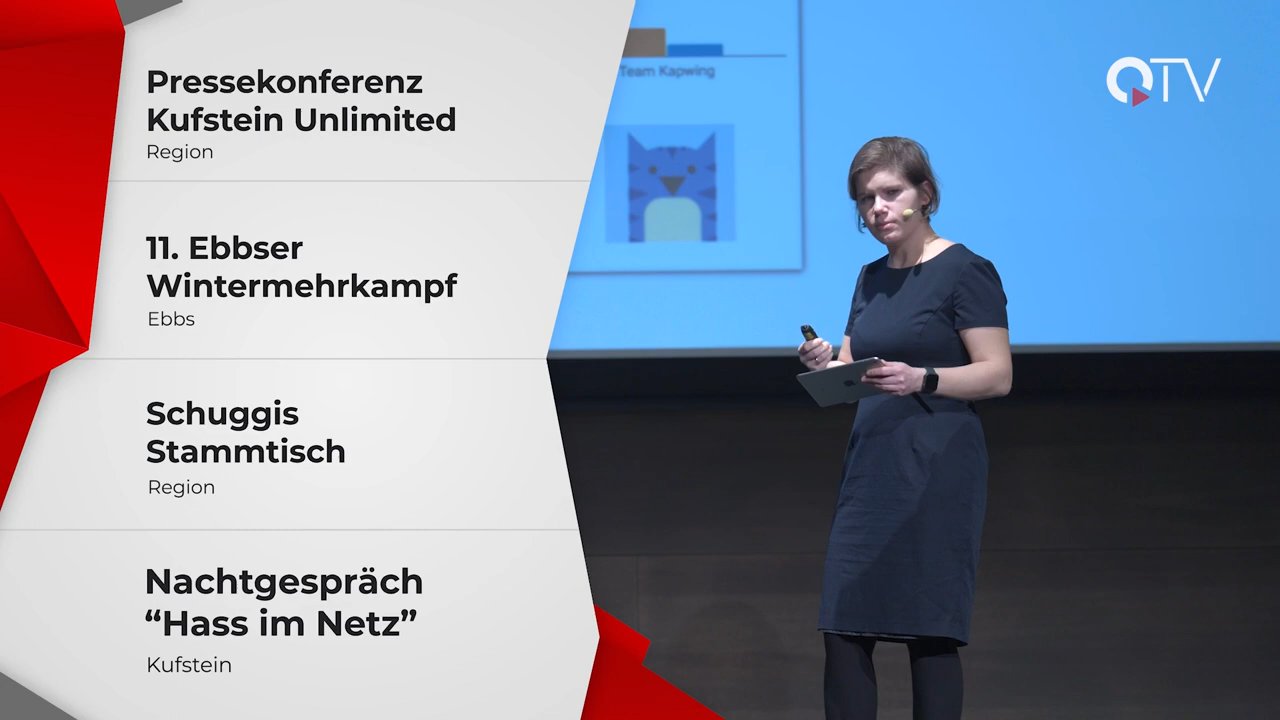 Pressekonferenz
Kufstein Unlimited
Region
11. Ebbser
Wintermehrkampf
Ebbs
Schuggis
Stammtisch
Region
Nachtgespräch
“Hass im Netz”
Kufstein
Team Kapwing
QTV